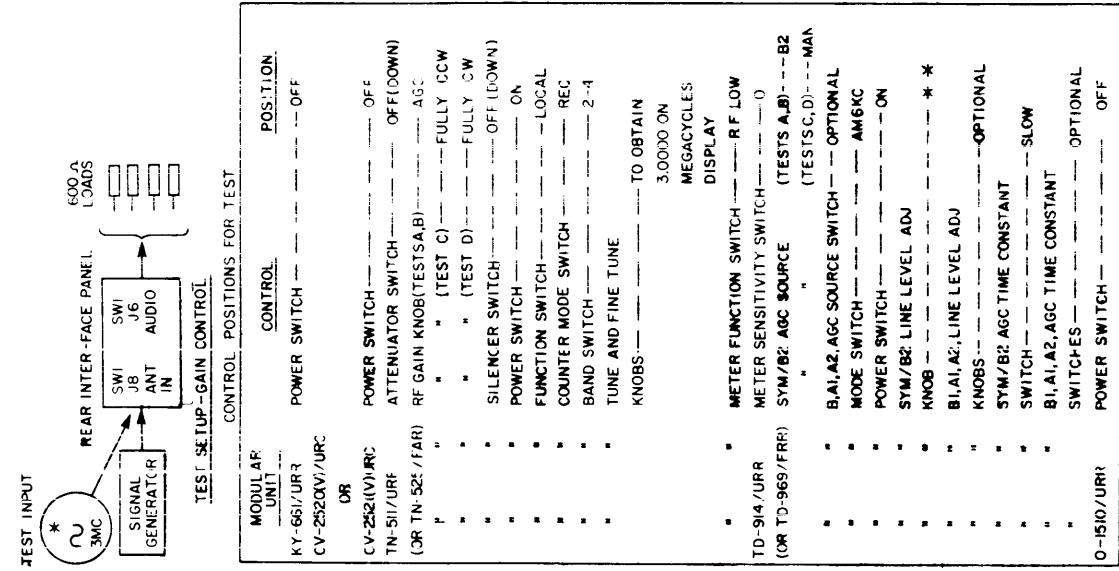 TEST INPUT
*
3MC
SIGNAL
GENERATOR
REAR INTER-FACE PANEL
SWI SWI
J8 J6
ANT AUDIO
IN
600Ω
LOADS
TEST SETUP-GAIN CONTROL
CONTROL POSITIONS FOR TEST
MODULAR UNIT CONTROL POSITION
KY-661/URR POWER SWITCH OFF
CV-2520(V)/URC
OR
CV-2521(V)URC POWER SWITCH OFF
TN-511/URF ATTENUATOR SWITCH OFF(DOWN)
(OR TN-525/FAR) RF GAIN KNOB(TESTS A,B) AGC
" " (TEST C) FULLY CCW
" " (TEST D) FULLY CW
" SILENCER SWITCH OFF (DOWN)
" POWER SWITCH ON
" FUNCTION SWITCH LOCAL
" COUNTER MODE SWITCH REC
" BAND SWITCH 2-4
" TUNE AND FINE TUNE
KNOBS TO OBTAIN
3.0000 ON
MEGACYCLES
DISPLAY
" METER FUNCTION SWITCH RF LOW
TD-914/URR METER SENSITIVITY SWITCH 0
(OR TD-969/FRR) SYM/B2 AGC SOURCE (TESTS A,B) B2
" " (TESTS C,D) MAN
" B,A1,A2,AGC SOURCE SWITCH OPTIONAL
" MODE SWITCH AM6KC
" POWER SWITCH ON
" SYM/B2 LINE LEVEL ADJ
" KNOB * *
" B1,A1,A2,LINE LEVEL ADJ
" KNOBS OPTIONAL
" SYM/B2 AGC TIME CONSTANT
" SWITCH SLOW
" B1,A1,A2,AGC TIME CONSTANT
" SWITCHES OPTIONAL
O-1510/URR POWER SWITCH OFF